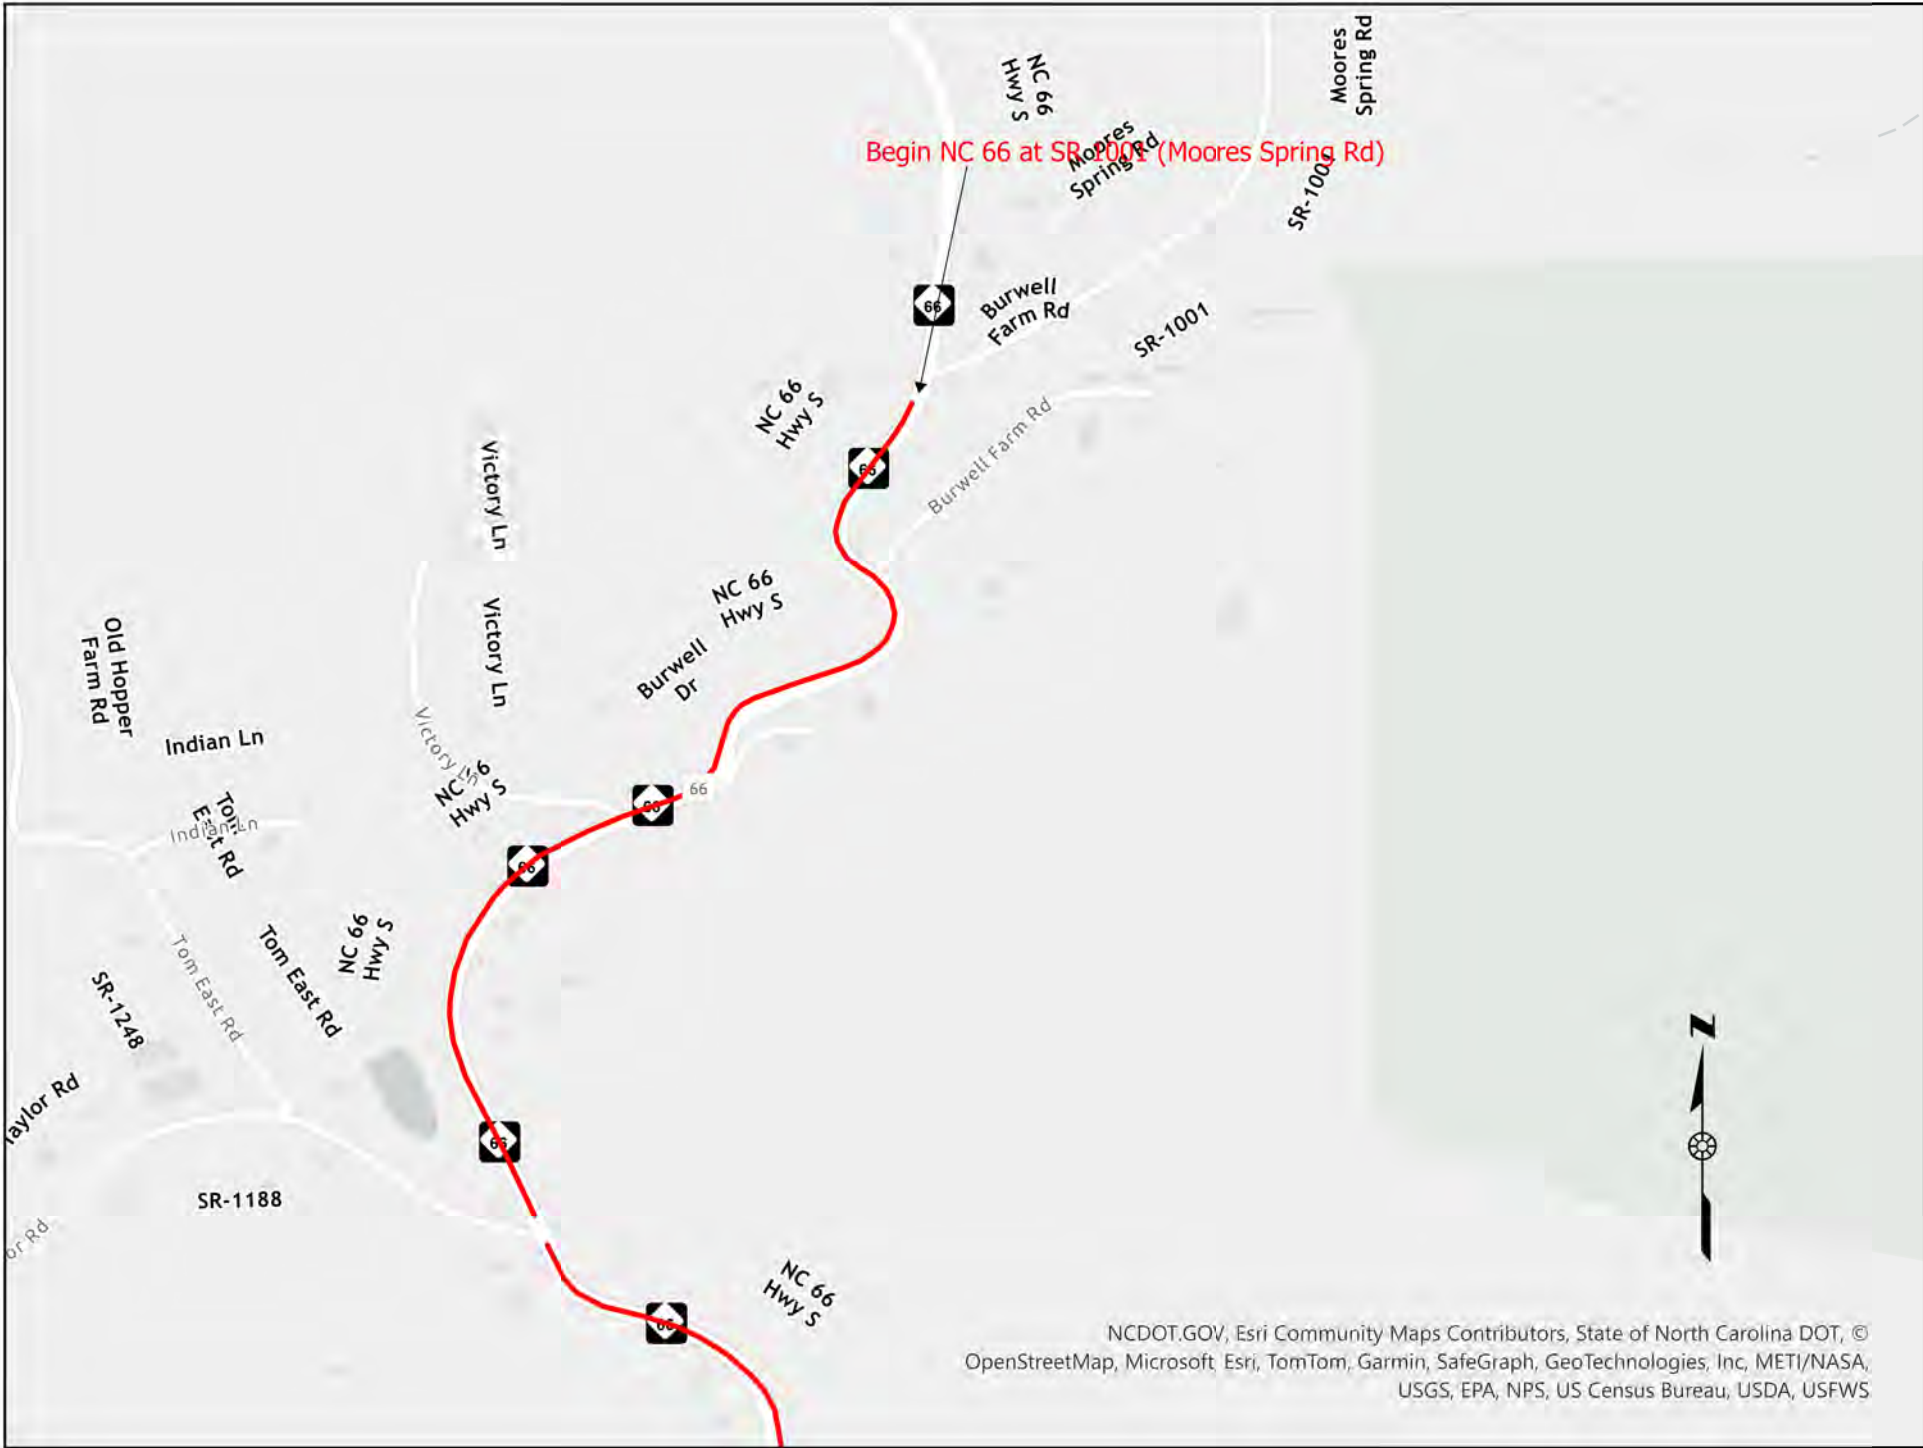 NC 66
Hwy S
Moores
Spring Rd
Begin NC 66 at SR 1001 (Moores Spring Rd)
Moores
Spring Rd
SR-1001
66
Burwell
Farm Rd
SR-1001
NC 66
Hwy S
66
Burwell Farm Rd
Victory Ln
NC 66
Hwy S
Victory Ln
Burwell
Dr
Old Hopper
Farm Rd
Indian Ln
Victory Ln
NC 66
Hwy S
66
66
Tom
East Rd
Indian Ln
66
NC 66
Hwy S
Tom East Rd
Tom East Rd
SR-1248
Taylor Rd
66
SR-1188
or Rd
NC 66
Hwy S
66
N
NCDOT.GOV, Esri Community Maps Contributors, State of North Carolina DOT, ©
OpenStreetMap, Microsoft, Esri, TomTom, Garmin, SafeGraph, GeoTechnologies, Inc, METI/NASA,
USGS, EPA, NPS, US Census Bureau, USDA, USFWS